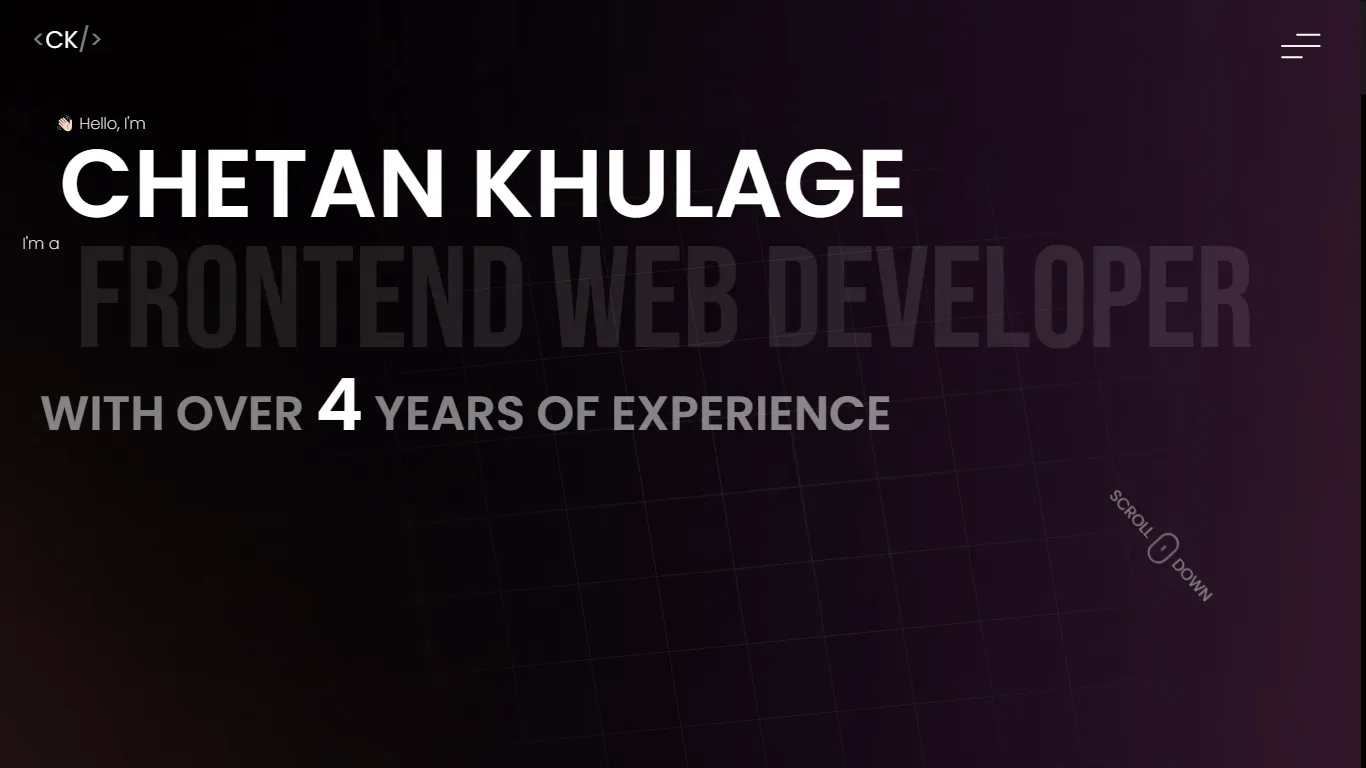 <CK/>
👋🏻 Hello, I'm
CHETAN KHULAGE
I'm a
FRONTEND WEB DEVELOPER
WITH OVER 4 YEARS OF EXPERIENCE
SCROLL DOWN